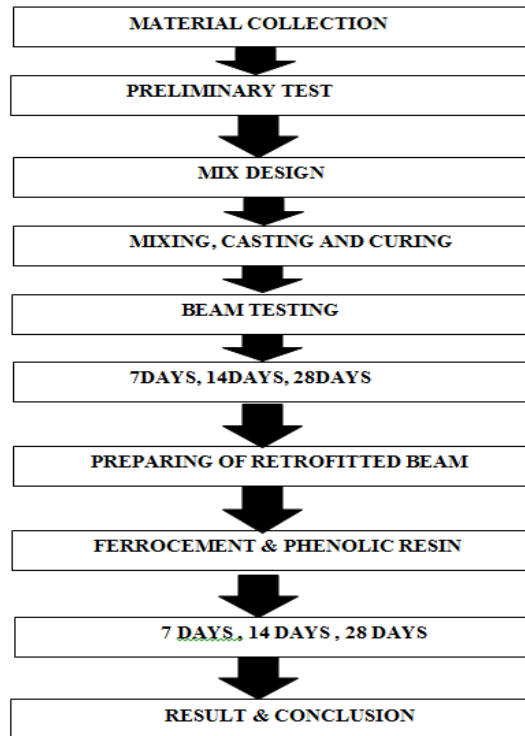 MATERIAL COLLECTION
PRELIMINARY TEST
MIX DESIGN
MIXING, CASTING AND CURING
BEAM TESTING
7DAYS, 14DAYS, 28DAYS
PREPARING OF RETROFITTED BEAM
FERROCEMENT & PHENOLIC RESIN
7 DAYS , 14 DAYS , 28 DAYS
RESULT & CONCLUSION